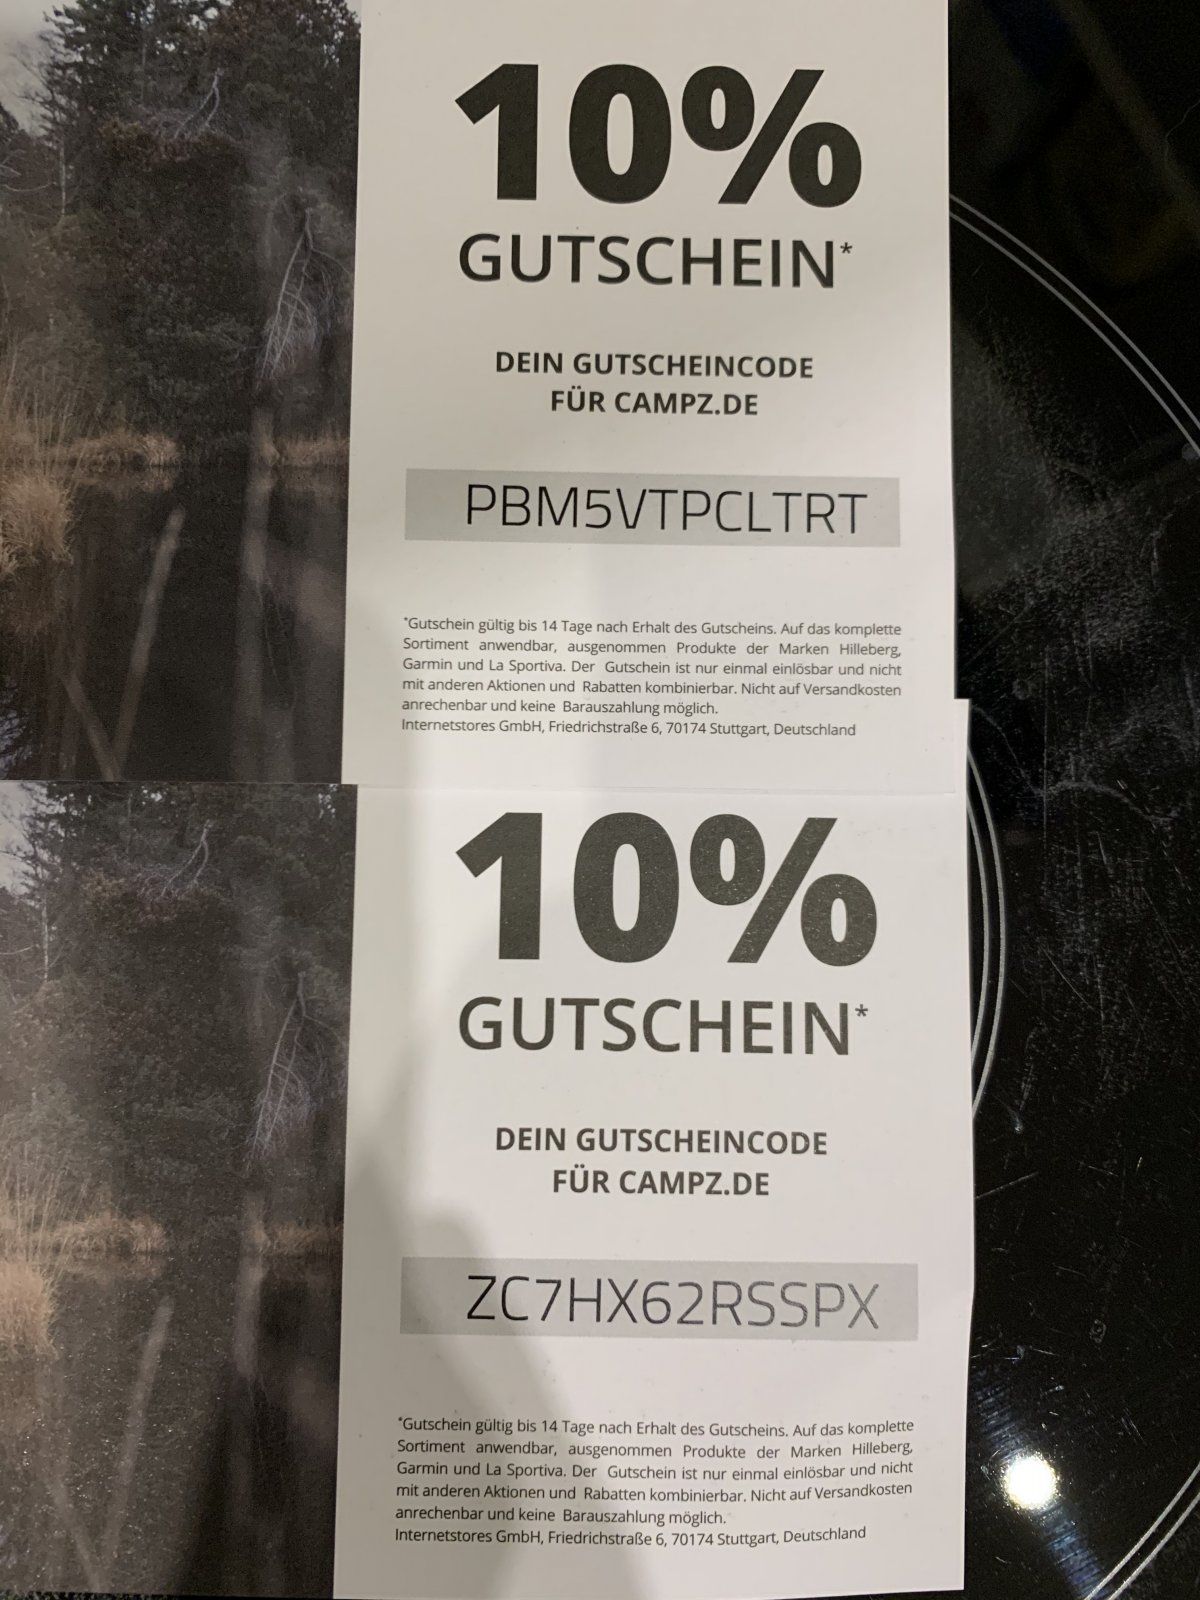 10%
GUTSCHEIN*
DEIN GUTSCHEINCODE
FÜR CAMPZ.DE
PBM5VTPCLTRT
*Gutschein gültig bis 14 Tage nach Erhalt des Gutscheins. Auf das komplette
Sortiment anwendbar, ausgenommen Produkte der Marken Hilleberg,
Garmin und La Sportiva. Der Gutschein ist nur einmal einlösbar und nicht
mit anderen Aktionen und Rabatten kombinierbar. Nicht auf Versandkosten
anrechenbar und keine Barauszahlung möglich.
Internetstores GmbH, Friedrichstraße 6, 70174 Stuttgart, Deutschland
10%
GUTSCHEIN*
DEIN GUTSCHEINCODE
FÜR CAMPZ.DE
ZC7HX62RSSPX
*Gutschein gültig bis 14 Tage nach Erhalt des Gutscheins. Auf das komplette
Sortiment anwendbar, ausgenommen Produkte der Marken Hilleberg,
Garmin und La Sportiva. Der Gutschein ist nur einmal einlösbar und nicht
mit anderen Aktionen und Rabatten kombinierbar. Nicht auf Versandkosten
anrechenbar und keine Barauszahlung möglich.
Internetstores GmbH, Friedrichstraße 6, 70174 Stuttgart, Deutschland